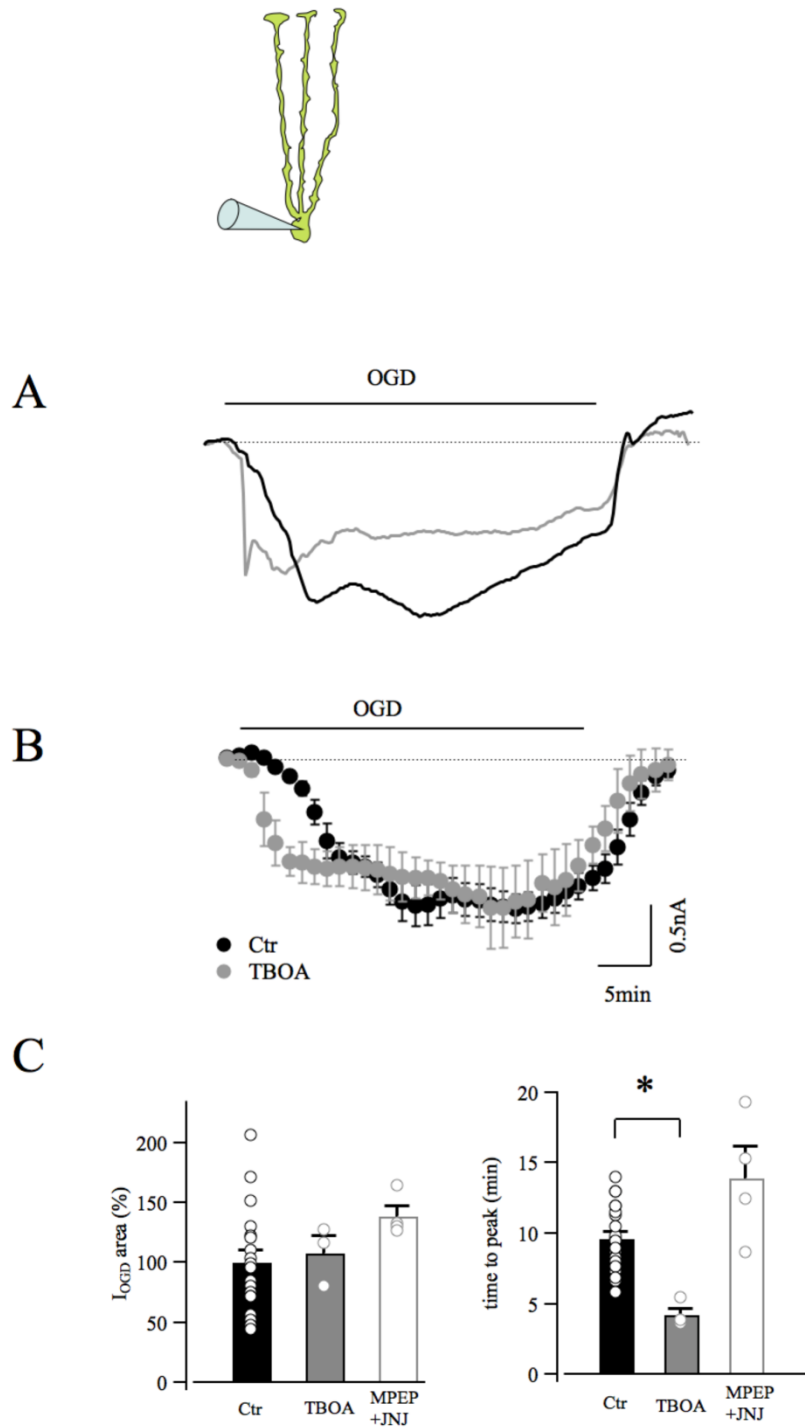 A
OGD
B
OGD
Ctr
TBOA
0.5nA
5min
C
I_OGD area (%)
200
150
100
50
0
Ctr
TBOA
MPEP
+JNJ
time to peak (min)
20
15
10
5
0
*
Ctr
TBOA
MPEP
+JNJ